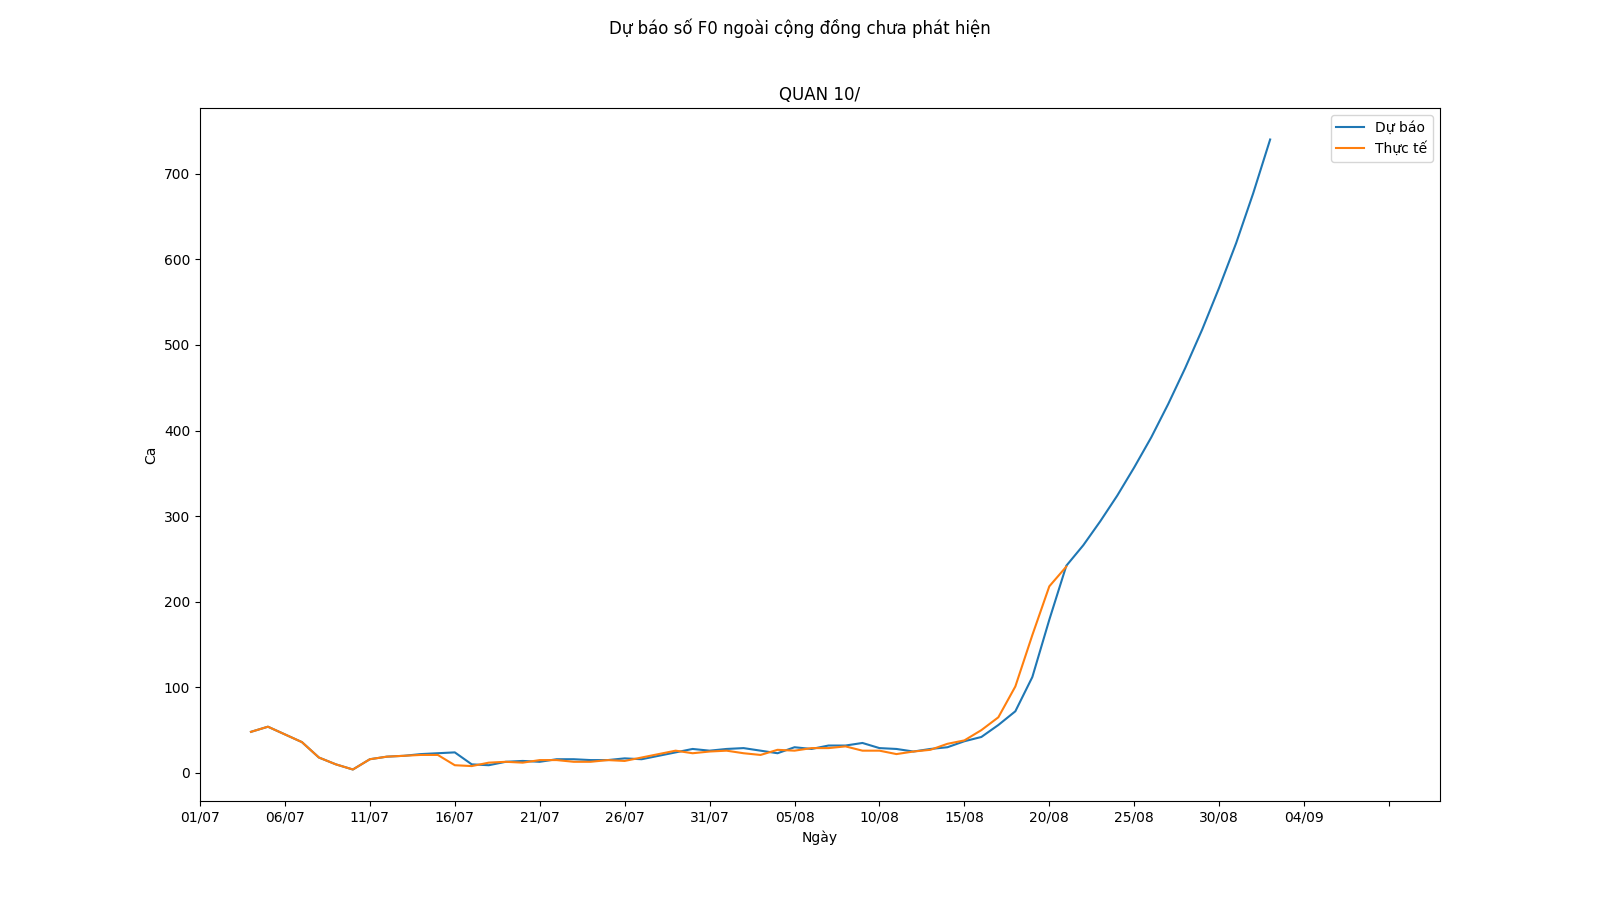 Dự báo số F0 ngoài cộng đồng chưa phát hiện
QUAN 10/
Dự báo
Thực tế
700
600
500
400
300
200
100
0
Ca
01/07 06/07 11/07 16/07 21/07 26/07 31/07 05/08 10/08 15/08 20/08 25/08 30/08 04/09
Ngày